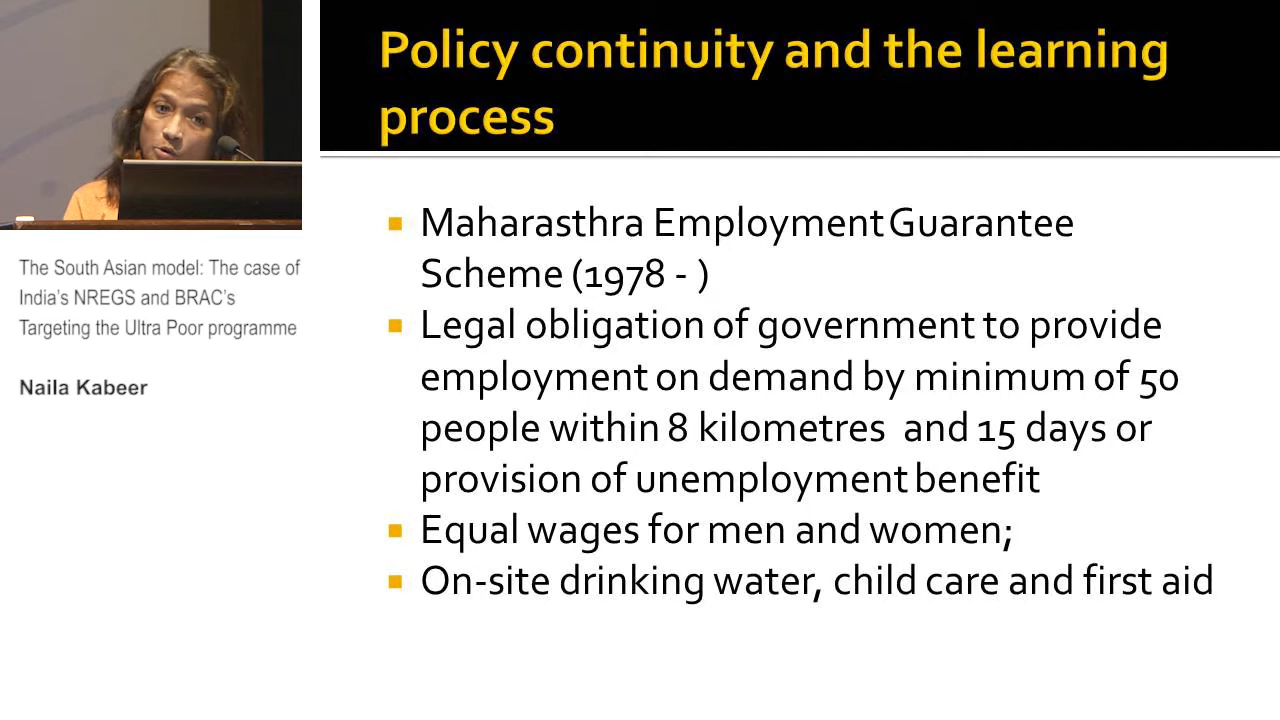 Policy continuity and the learning
process
Maharasthra Employment Guarantee
Scheme (1978 - )
Legal obligation of government to provide
employment on demand by minimum of 50
people within 8 kilometres and 15 days or
provision of unemployment benefit
Equal wages for men and women;
On-site drinking water, child care and first aid
The South Asian model: The case of
India's NREGS and BRAC's
Targeting the Ultra Poor programme
Naila Kabeer